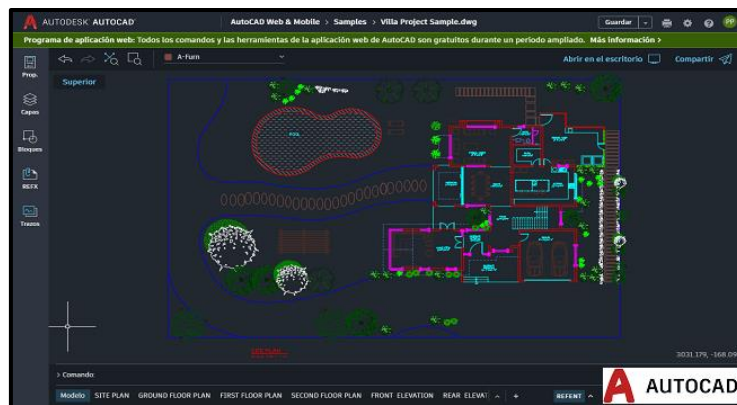 AUTODESK AUTOCAD
AutoCAD Web & Mobile > Samples > Villa Project Sample.dwg
Guardar
PP
Programa de aplicación web: Todos los comandos y las herramientas de la aplicación web de AutoCAD son gratuitos durante un periodo ampliado. Más información >
Prop.
A-Furn
Abrir en el escritorio
Compartir
Superior
Capas
Bloques
REFX
Trazos
POOL
3031.179, -168.09
> Comando:
Modelo SITE PLAN GROUND FLOOR PLAN FIRST FLOOR PLAN SECOND FLOOR PLAN FRONT ELEVATION REAR ELEVAT
REFENT
A AUTOCAD